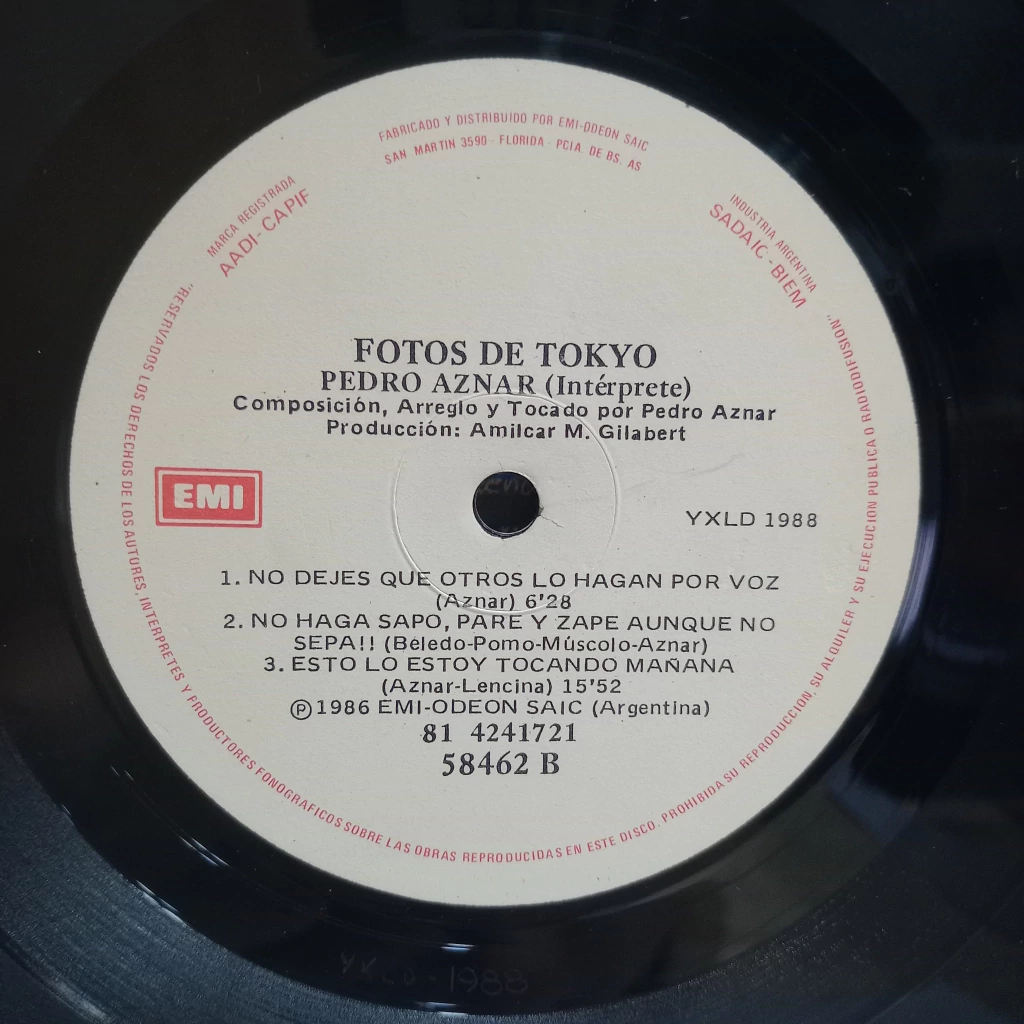 FABRICADO Y DISTRIBUIDO POR EMI-ODEON SAIC
SAN MARTIN 3590 - FLORIDA - PCIA. DE BS. AS
MARCA REGISTRADA
AADI - CAPIF
INDUSTRIA ARGENTINA
SADAIC - BIEM
FOTOS DE TOKYO
PEDRO AZNAR (Intérprete)
Composición, Arreglo y Tocado por Pedro Aznar
Producción: Amilcar M. Gilabert
EMI
YXLD 1988
1. NO DEJES QUE OTROS LO HAGAN POR VOZ
(Aznar) 6'28
2. NO HAGA SAPO, PARE Y ZAPE AUNQUE NO
SEPA!! (Beledo-Pomo-Múscolo-Aznar)
3. ESTO LO ESTOY TOCANDO MAÑANA
(Aznar-Lencina) 15'52
℗ 1986 EMI-ODEON SAIC (Argentina)
81 4241721
58462 B
"RESERVADOS LOS DERECHOS DE LOS AUTORES, INTERPRETES Y PRODUCTORES FONOGRAFICOS SOBRE LAS OBRAS REPRODUCIDAS EN ESTE DISCO. PROHIBIDA SU REPRODUCCION, SU ALQUILER Y SU EJECUCION PUBLICA O RADIODIFUSION"
YXLD - 1988